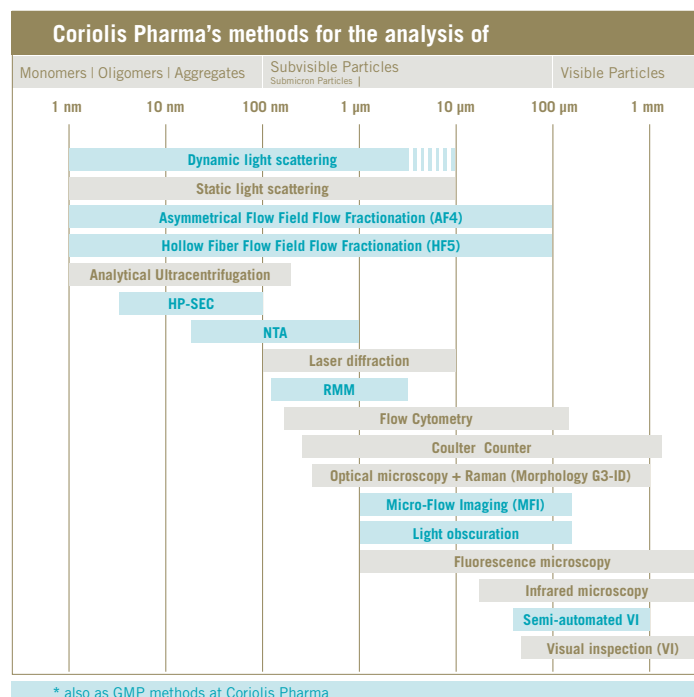 Coriolis Pharma's methods for the analysis of
Monomers | Oligomers | Aggregates
Subvisible Particles
Submicron Particles |
Visible Particles
1 nm 10 nm 100 nm 1 µm 10 µm 100 µm 1 mm
Dynamic light scattering
Static light scattering
Asymmetrical Flow Field Flow Fractionation (AF4)
Hollow Fiber Flow Field Flow Fractionation (HF5)
Analytical Ultracentrifugation
HP-SEC
NTA
Laser diffraction
RMM
Flow Cytometry
Coulter Counter
Optical microscopy + Raman (Morphology G3-ID)
Micro-Flow Imaging (MFI)
Light obscuration
Fluorescence microscopy
Infrared microscopy
Semi-automated VI
Visual inspection (VI)
* also as GMP methods at Coriolis Pharma